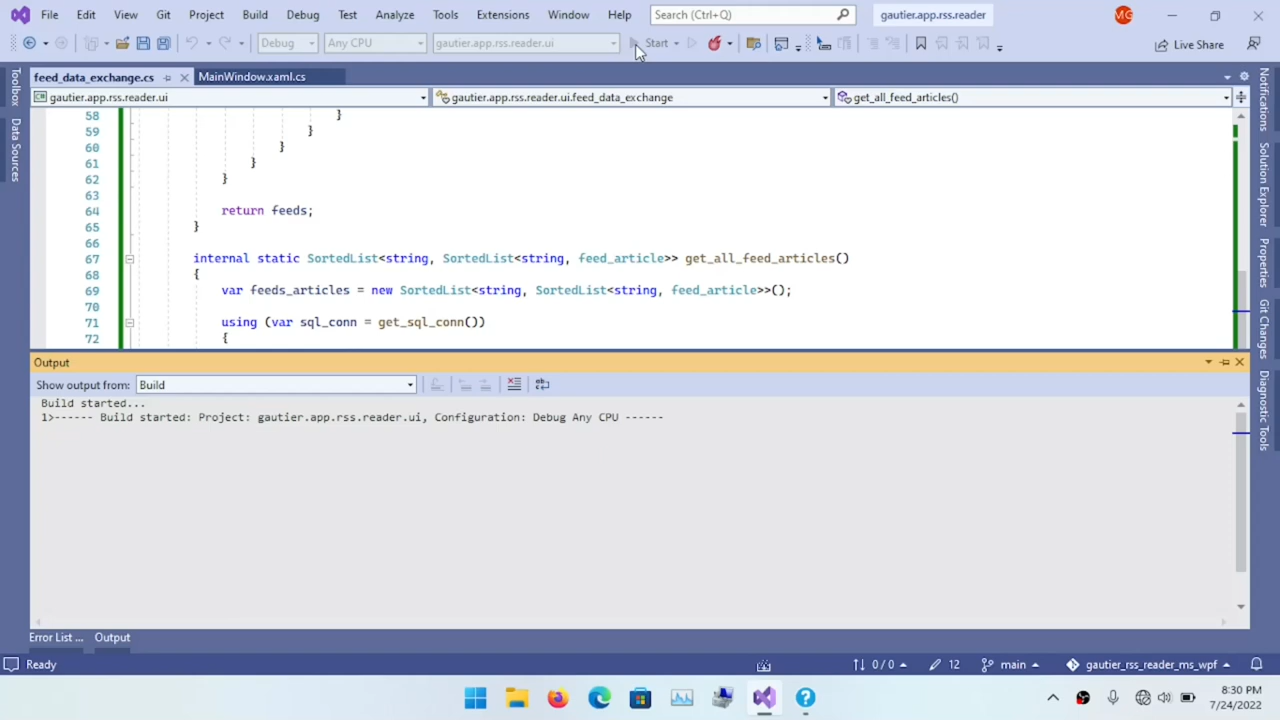 File Edit View Git Project Build Debug Test Analyze Tools Extensions Window Help Search (Ctrl+Q) gautier.app.rss.reader MG
Debug Any CPU gautier.app.rss.reader.ui Start Live Share
feed_data_exchange.cs MainWindow.xaml.cs
gautier.app.rss.reader.ui gautier.app.rss.reader.ui.feed_data_exchange get_all_feed_articles()
58 }
59 }
60 }
61 }
62 }
63
64 return feeds;
65 }
66
67 internal static SortedList<string, SortedList<string, feed_article>> get_all_feed_articles()
68 {
69 var feeds_articles = new SortedList<string, SortedList<string, feed_article>>();
70
71 using (var sql_conn = get_sql_conn())
72 {
Toolbox
Data Sources
Notifications
Solution Explorer
Properties
Git Changes
Diagnostic Tools
Output
Show output from: Build
Build started...
1>------ Build started: Project: gautier.app.rss.reader.ui, Configuration: Debug Any CPU ------
Error List ... Output
Ready 0 / 0 12 main gautier_rss_reader_ms_wpf
8:30 PM
7/24/2022